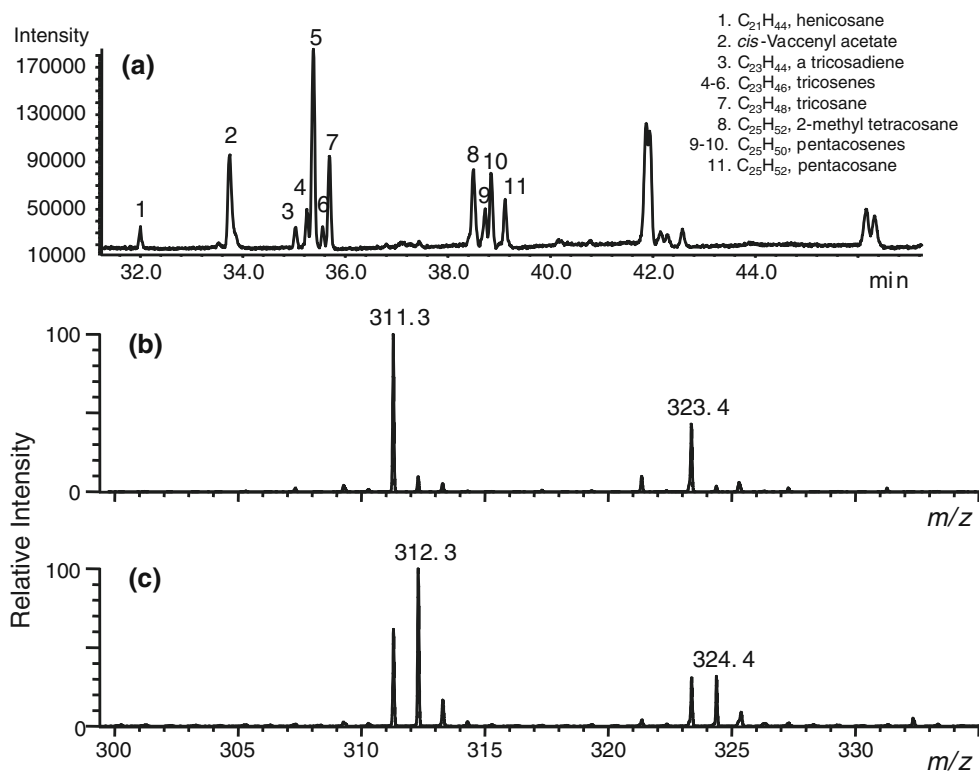 Intensity
170000
130000
90000
50000
10000
(a)
1
2
3
4
5
6
7
8
9
10
11
32.0 34.0 36.0 38.0 40.0 42.0 44.0
min
1. C₂₁H₄₄, henicosane
2. cis-Vaccenyl acetate
3. C₂₃H₄₄, a tricosadiene
4-6. C₂₃H₄₆, tricosenes
7. C₂₃H₄₈, tricosane
8. C₂₅H₅₂, 2-methyl tetracosane
9-10. C₂₅H₅₀, pentacosenes
11. C₂₅H₅₂, pentacosane
Relative Intensity
100
0
(b)
311.3
323.4
m/z
100
0
(c)
312.3
324.4
300 305 310 315 320 325 330
m/z